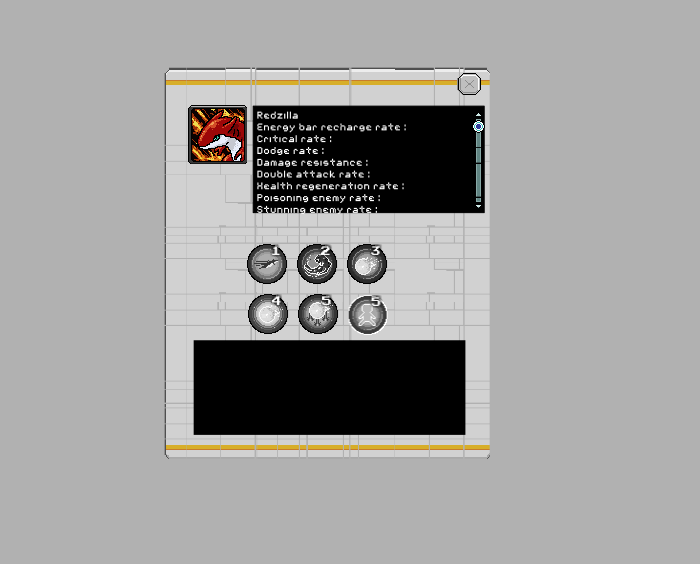 Redzilla
Energy bar recharge rate :
Critical rate :
Dodge rate :
Damage resistance :
Double attack rate :
Health regeneration rate :
Poisoning enemy rate :
Stunning enemy rate :
1 2 3
4 5 5